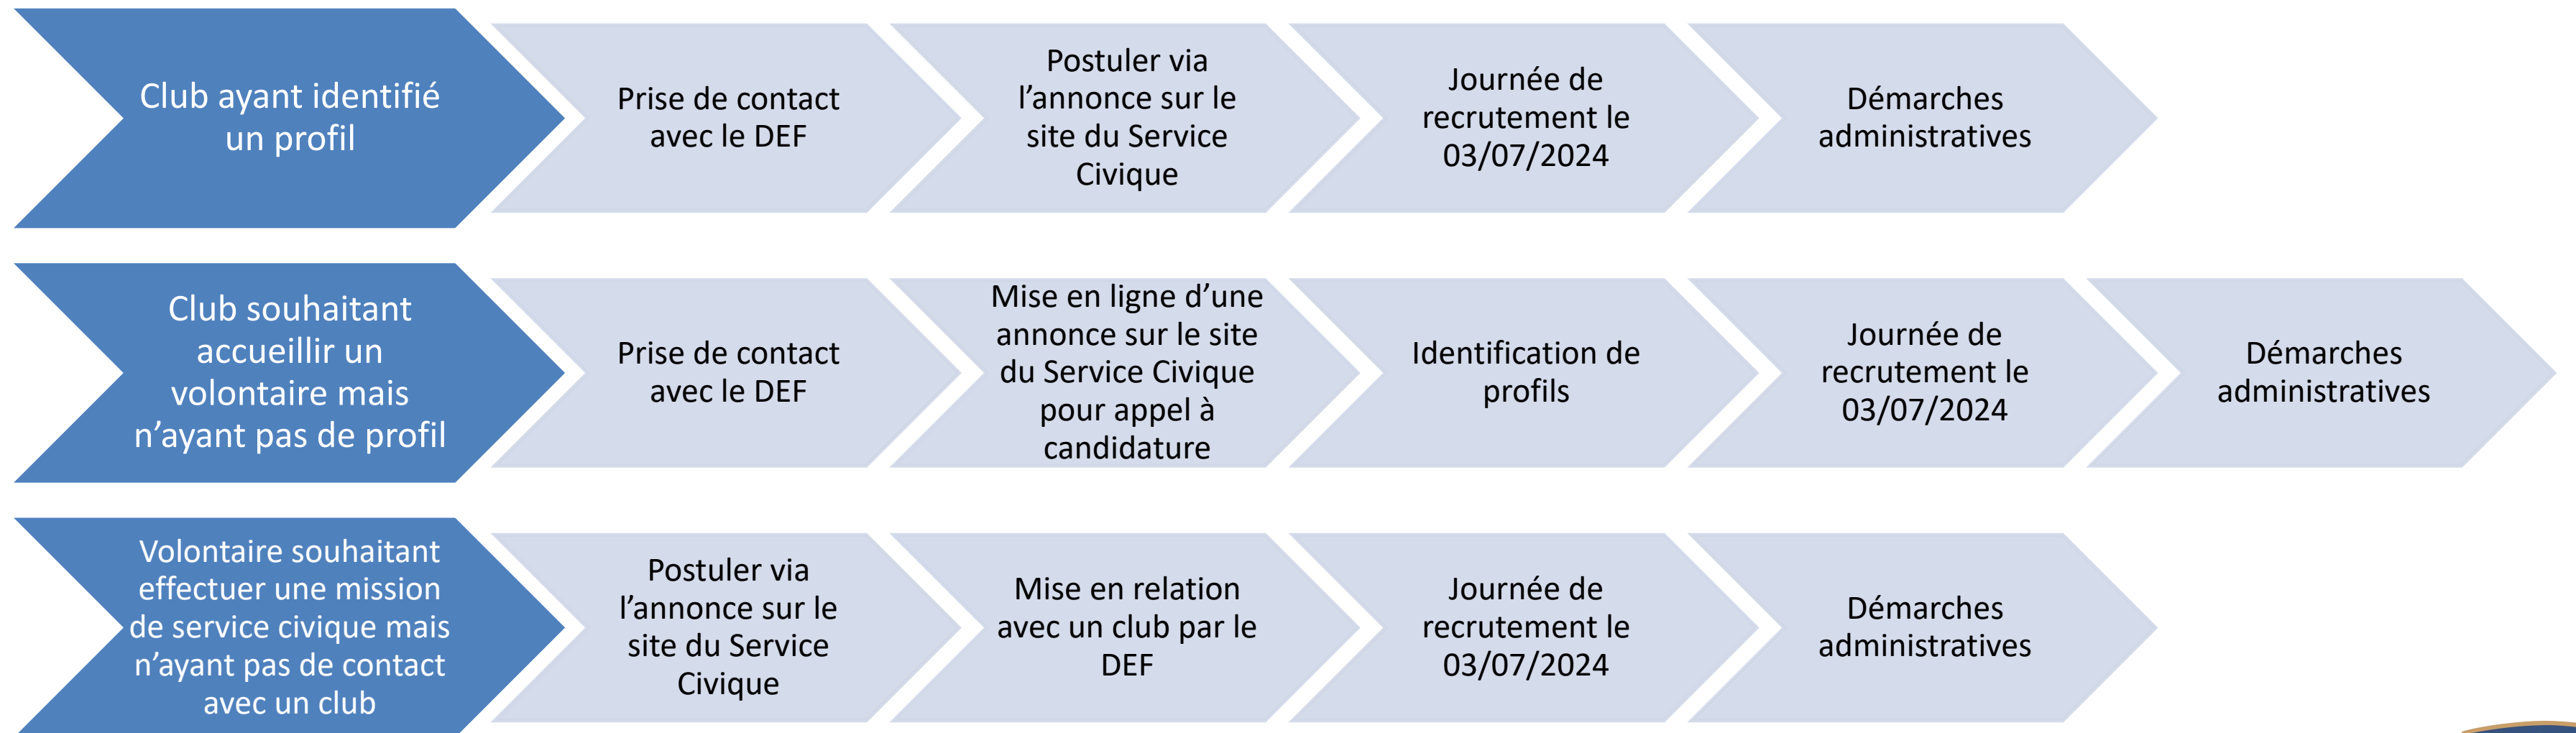 Club ayant identifié
un profil
Prise de contact
avec le DEF
Postuler via
l’annonce sur le
site du Service
Civique
Journée de
recrutement le
03/07/2024
Démarches
administratives
Club souhaitant
accueillir un
volontaire mais
n’ayant pas de profil
Prise de contact
avec le DEF
Mise en ligne d’une
annonce sur le site
du Service Civique
pour appel à
candidature
Identification de
profils
Journée de
recrutement le
03/07/2024
Démarches
administratives
Volontaire souhaitant
effectuer une mission
de service civique mais
n’ayant pas de contact
avec un club
Postuler via
l’annonce sur le
site du Service
Civique
Mise en relation
avec un club par le
DEF
Journée de
recrutement le
03/07/2024
Démarches
administratives